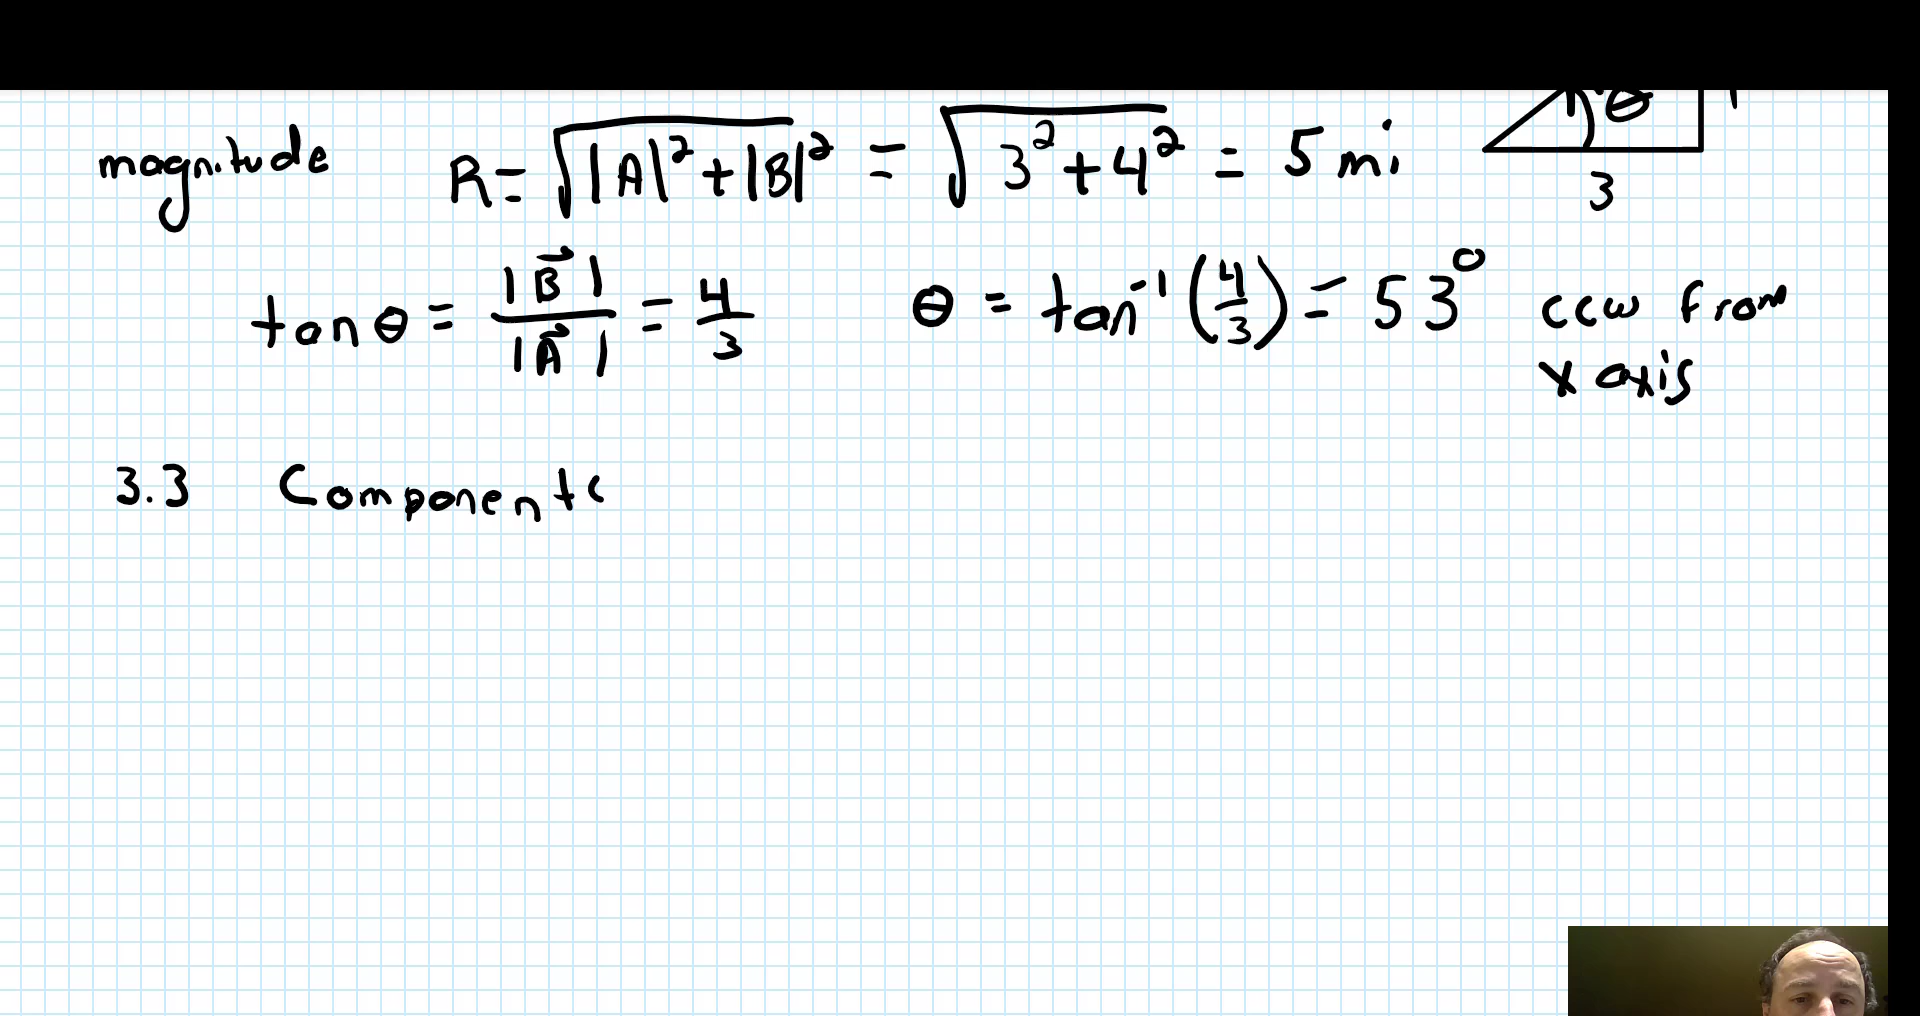 magnitude R = √|A|² + |B|² = √3² + 4² = 5 mi
θ
3
tan θ = |B⃗| / |A⃗| = 4/3 θ = tan⁻¹(4/3) = 53° ccw from
x axis
3.3 Component